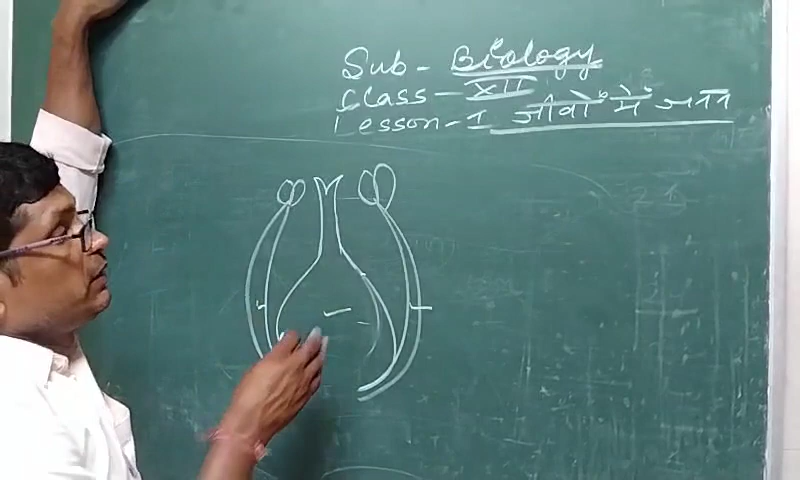 Sub- Biology
Class- XII
Lesson- 1 जीवों में जनन